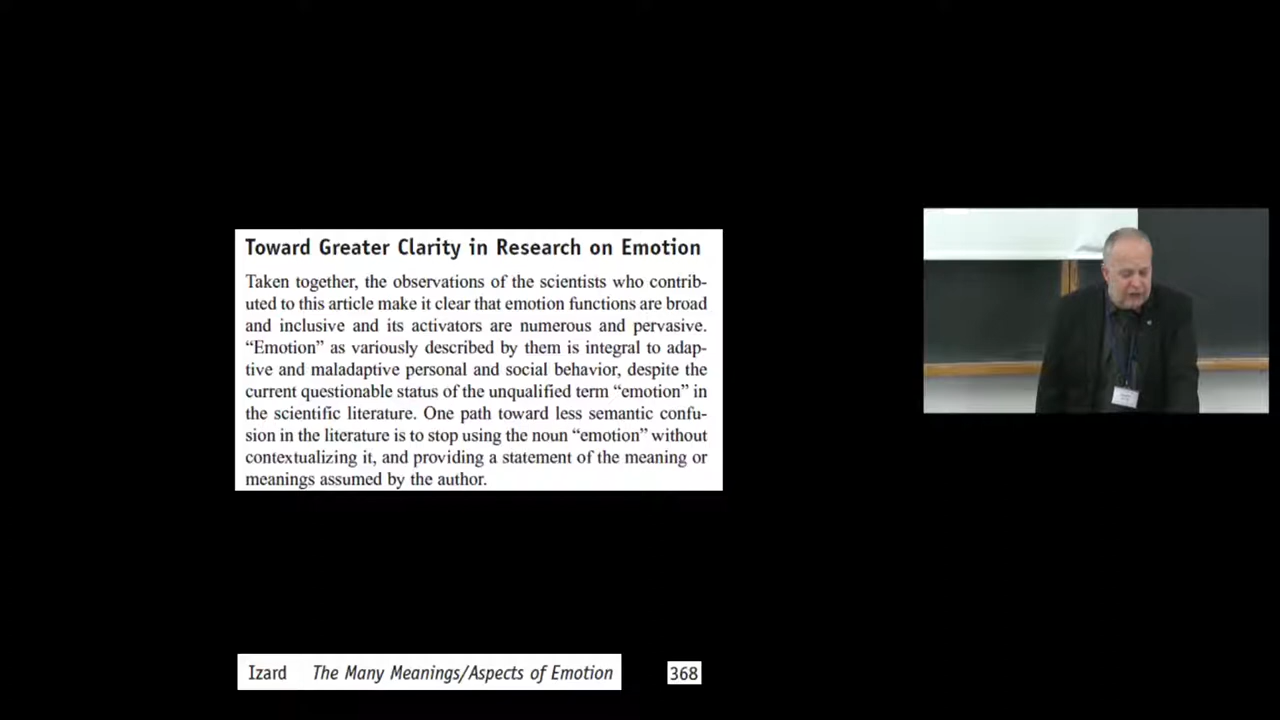 Toward Greater Clarity in Research on Emotion
Taken together, the observations of the scientists who contrib-
uted to this article make it clear that emotion functions are broad
and inclusive and its activators are numerous and pervasive.
“Emotion” as variously described by them is integral to adap-
tive and maladaptive personal and social behavior, despite the
current questionable status of the unqualified term “emotion” in
the scientific literature. One path toward less semantic confu-
sion in the literature is to stop using the noun “emotion” without
contextualizing it, and providing a statement of the meaning or
meanings assumed by the author.
Izard The Many Meanings/Aspects of Emotion 368